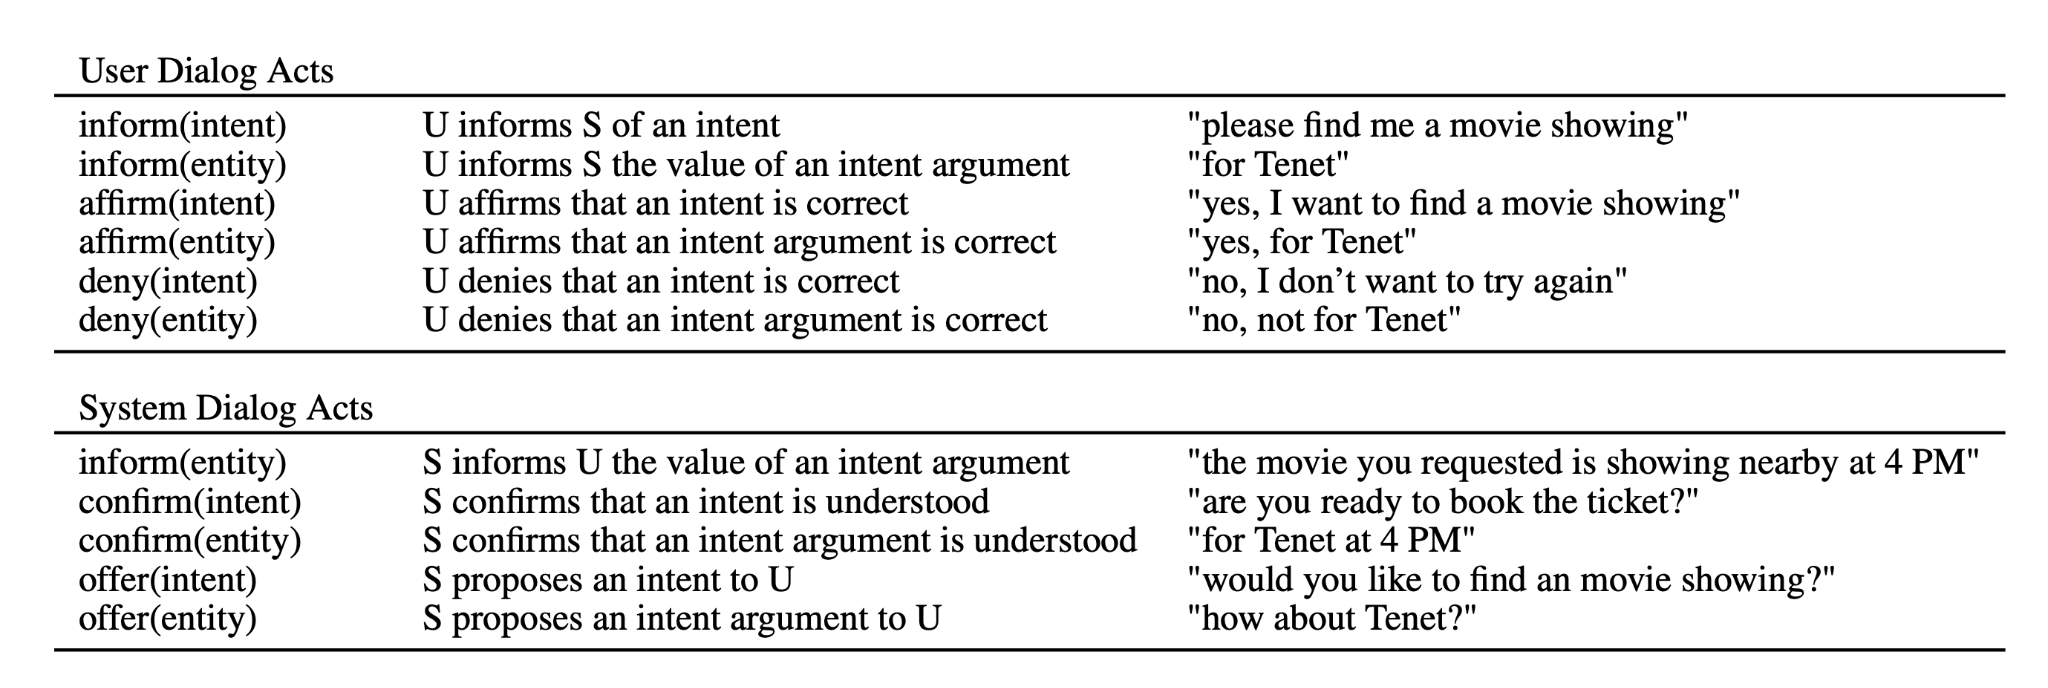 User Dialog Acts
inform(intent) U informs S of an intent "please find me a movie showing"
inform(entity) U informs S the value of an intent argument "for Tenet"
affirm(intent) U affirms that an intent is correct "yes, I want to find a movie showing"
affirm(entity) U affirms that an intent argument is correct "yes, for Tenet"
deny(intent) U denies that an intent is correct "no, I don’t want to try again"
deny(entity) U denies that an intent argument is correct "no, not for Tenet"
System Dialog Acts
inform(entity) S informs U the value of an intent argument "the movie you requested is showing nearby at 4 PM"
confirm(intent) S confirms that an intent is understood "are you ready to book the ticket?"
confirm(entity) S confirms that an intent argument is understood "for Tenet at 4 PM"
offer(intent) S proposes an intent to U "would you like to find an movie showing?"
offer(entity) S proposes an intent argument to U "how about Tenet?"